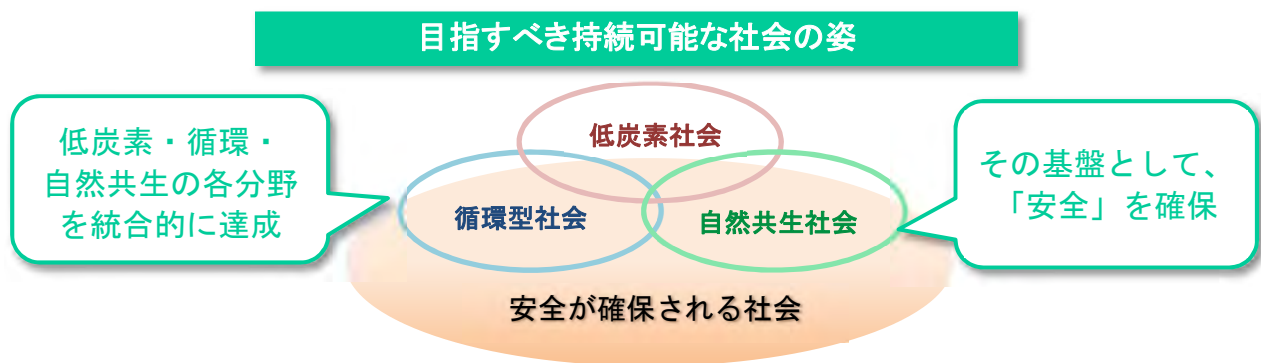 目指すべき持続可能な社会の姿
低炭素・循環・
自然共生の各分野
を統合的に達成
低炭素社会
循環型社会
自然共生社会
安全が確保される社会
その基盤として、
「安全」を確保